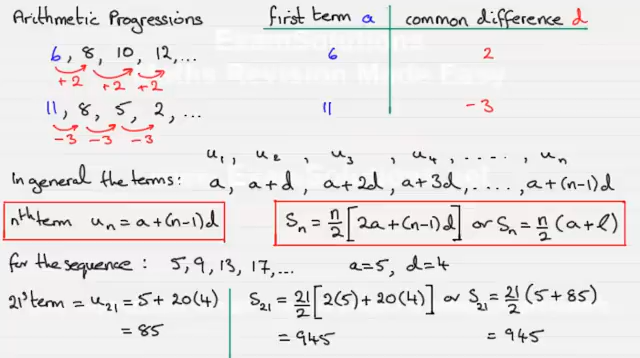 Arithmetic Progressions
first term a
common difference d
6, 8, 10, 12, ...
6
2
+2 +2 +2
11, 8, 5, 2, ...
11
-3
-3 -3 -3
u₁, u₂, u₃, u₄, ....., uₙ
In general the terms: a, a+d, a+2d, a+3d, ....., a+(n-1)d
nᵗʰ term uₙ = a+(n-1)d
Sₙ = n/2 [2a+(n-1)d] or Sₙ = n/2 (a+l)
for the sequence: 5, 9, 13, 17, ... a=5, d=4
21ˢᵗ term = u₂₁ = 5+20(4)
= 85
S₂₁ = 21/2 [2(5)+20(4)] or S₂₁ = 21/2 (5+85)
= 945 = 945